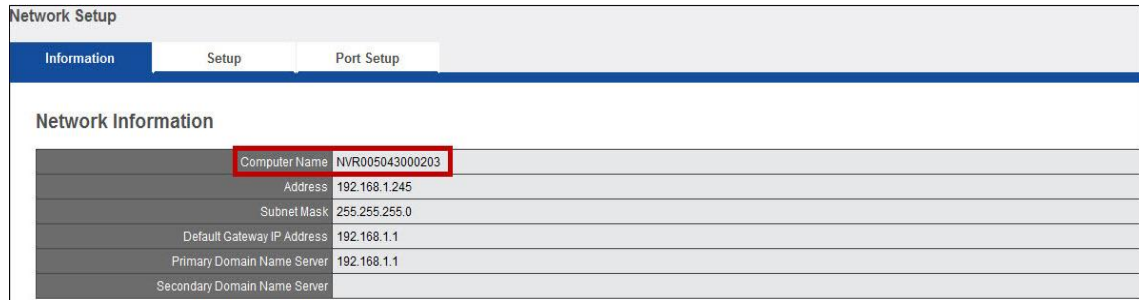 Network Setup
Information Setup Port Setup
Network Information
Computer Name NVR005043000203
Address 192.168.1.245
Subnet Mask 255.255.255.0
Default Gateway IP Address 192.168.1.1
Primary Domain Name Server 192.168.1.1
Secondary Domain Name Server